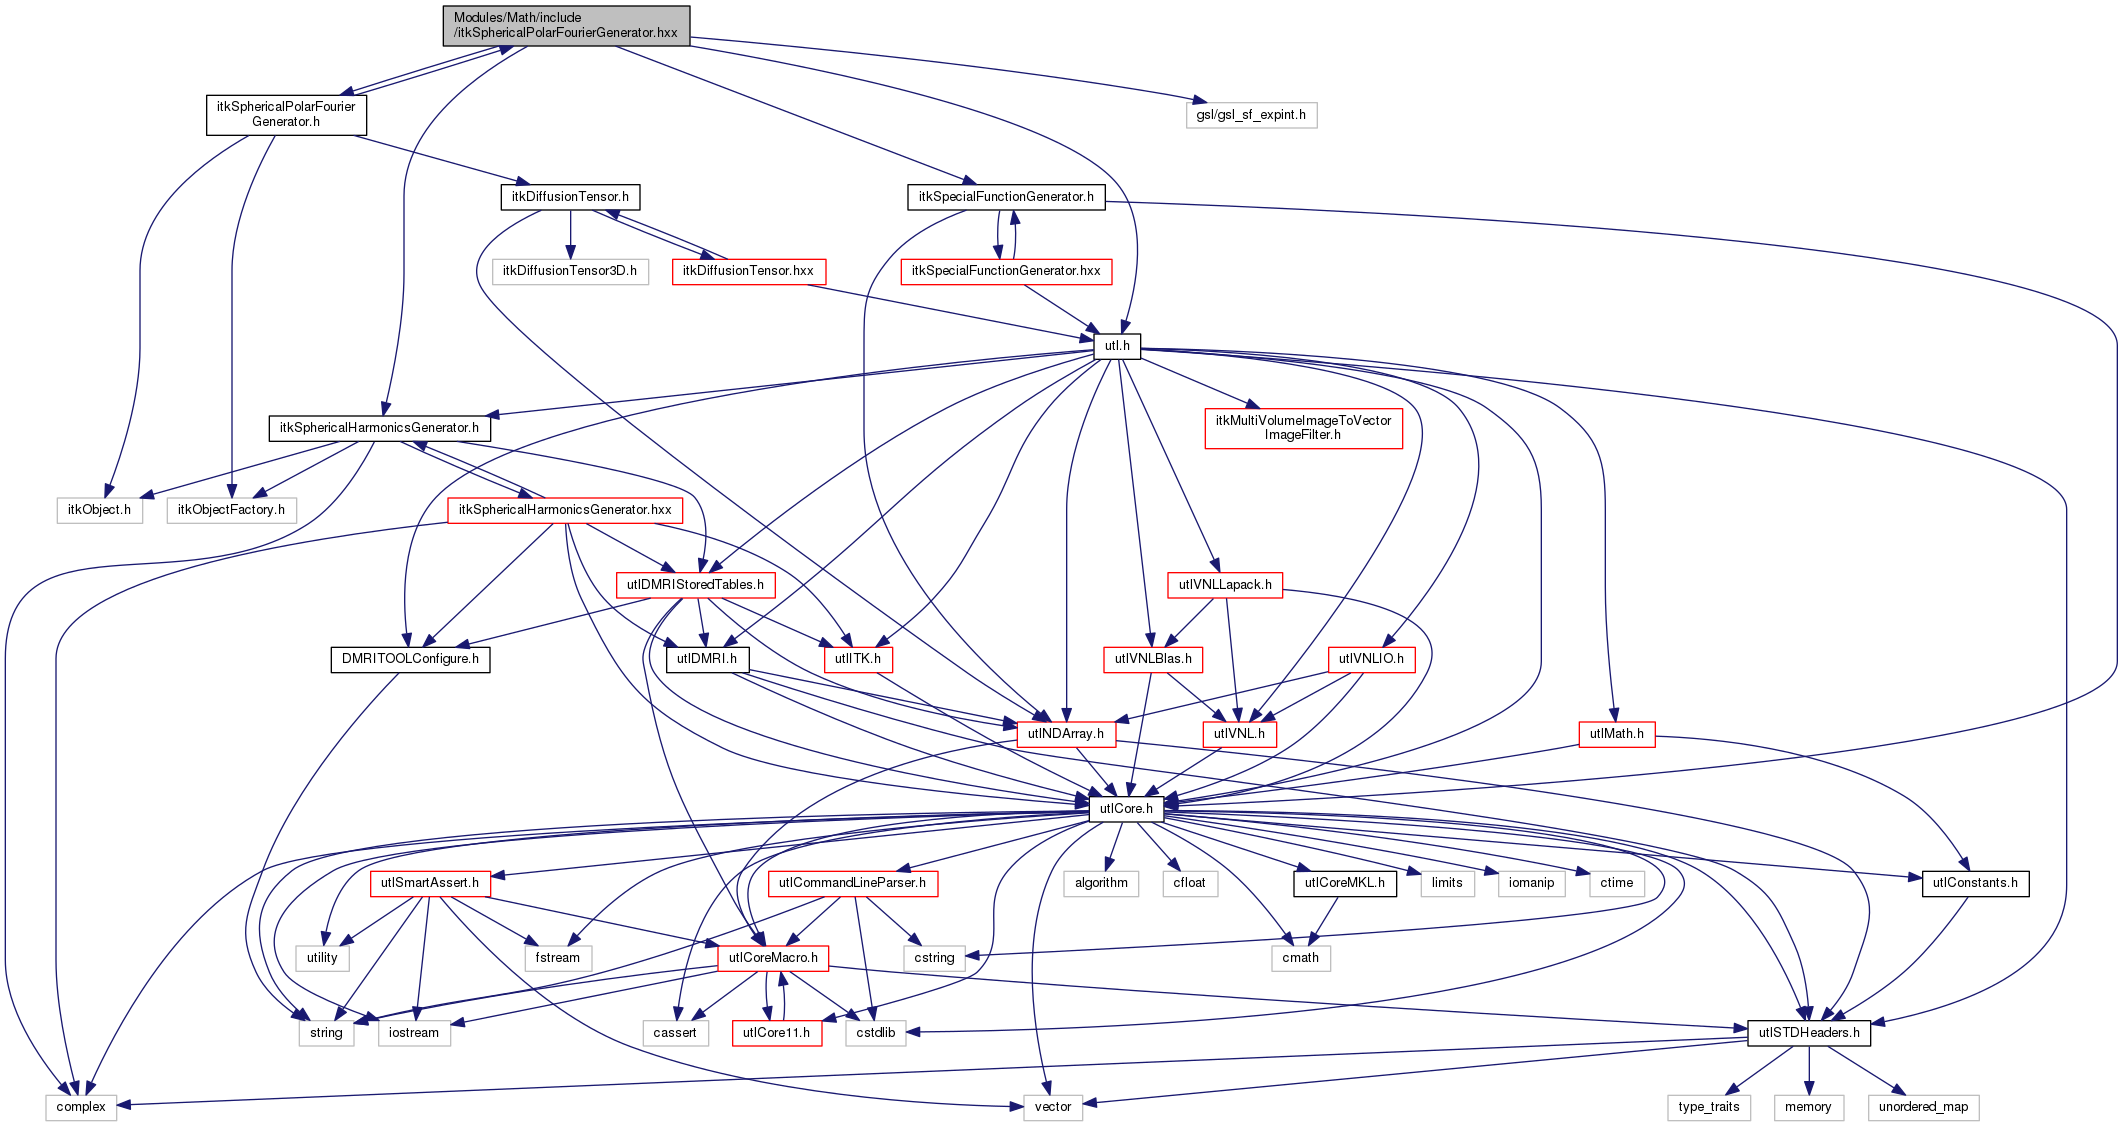 Modules/Math/include
/itkSphericalPolarFourierGenerator.hxx
itkSphericalPolarFourier
Generator.h
gsl/gsl_sf_expint.h
itkDiffusionTensor.h
itkSpecialFunctionGenerator.h
itkDiffusionTensor3D.h
itkDiffusionTensor.hxx
itkSpecialFunctionGenerator.hxx
utl.h
itkSphericalHarmonicsGenerator.h
itkMultiVolumeImageToVector
ImageFilter.h
itkObject.h
itkObjectFactory.h
itkSphericalHarmonicsGenerator.hxx
utlDMRIStoredTables.h
utlVNLLapack.h
DMRITOOLConfigure.h
utlDMRI.h
utlITK.h
utlVNLBlas.h
utlVNLIO.h
utlNDArray.h
utlVNL.h
utlMath.h
utlCore.h
utlSmartAssert.h
utlCommandLineParser.h
algorithm
cfloat
utlCoreMKL.h
limits
iomanip
ctime
utlConstants.h
utility
fstream
utlCoreMacro.h
cstring
cmath
string
iostream
cassert
utlCore11.h
cstdlib
utlSTDHeaders.h
complex
vector
type_traits
memory
unordered_map